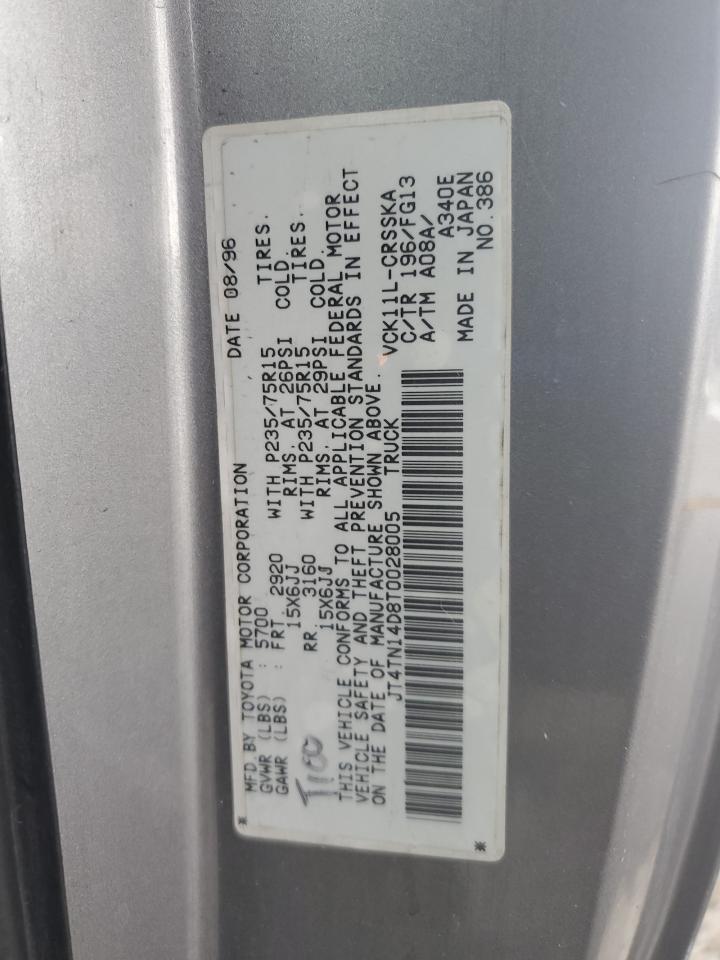 MFD. BY TOYOTA MOTOR CORPORATION DATE 08/96
GVWR (LBS) : 5700
GAWR (LBS) : FRT. 2920 WITH P235/75R15 TIRES.
15X6JJ RIMS. AT 26PSI COLD.
RR. 3160 WITH P235/75R15 TIRES.
15X6JJ RIMS. AT 29PSI COLD.
T100
THIS VEHICLE CONFORMS TO ALL APPLICABLE FEDERAL MOTOR
VEHICLE SAFETY AND THEFT PREVENTION STANDARDS IN EFFECT
ON THE DATE OF MANUFACTURE SHOWN ABOVE.
JT4TN14D8T0028005 TRUCK VCK11L-CRSSKA
C/TR 196/FG13
A/TM A08A/
A340E
MADE IN JAPAN
NO.386